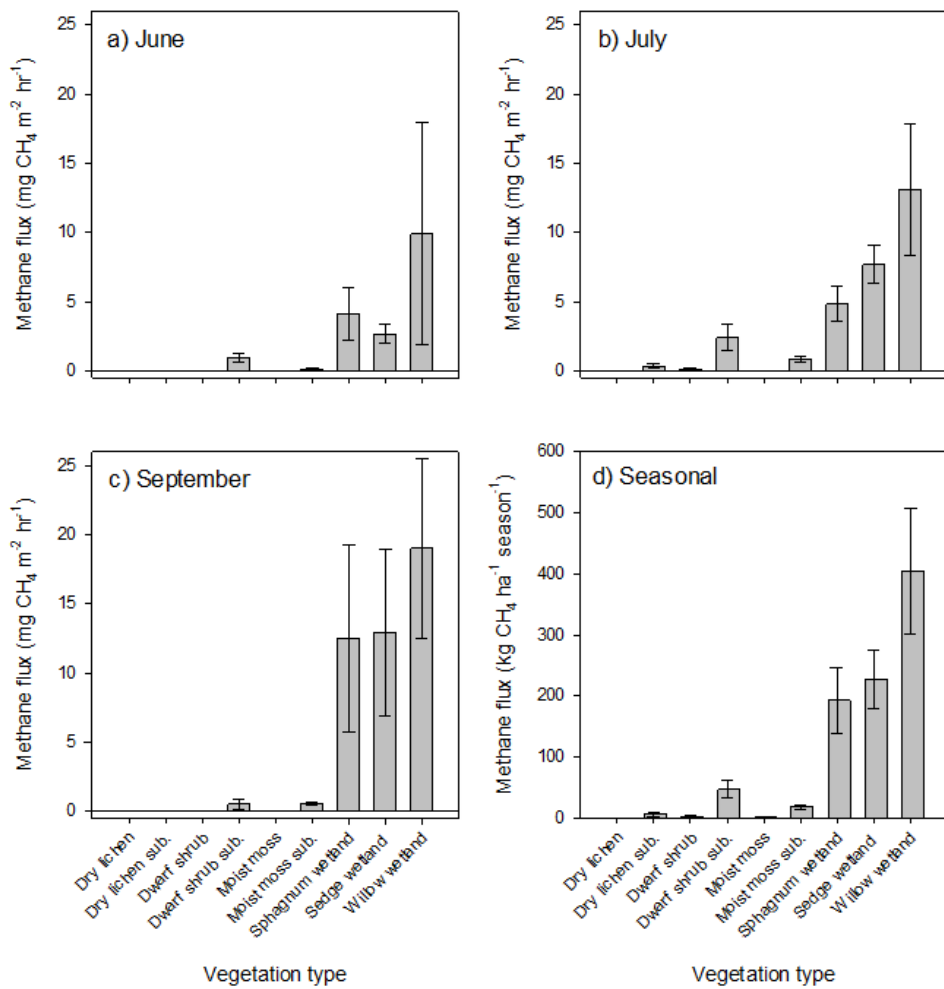 a) June
Methane flux (mg CH₄ m⁻² hr⁻¹)
25
20
15
10
5
0
b) July
Methane flux (mg CH₄ m⁻² hr⁻¹)
25
20
15
10
5
0
c) September
Methane flux (mg CH₄ m⁻² hr⁻¹)
25
20
15
10
5
0
Dry lichen
Dry lichen sub.
Dwarf shrub
Dwarf shrub sub.
Moist moss
Moist moss sub.
Sphagnum wetland
Sedge wetland
Willow wetland
Vegetation type
d) Seasonal
Methane flux (kg CH₄ ha⁻¹ season⁻¹)
600
500
400
300
200
100
0
Dry lichen
Dry lichen sub.
Dwarf shrub
Dwarf shrub sub.
Moist moss
Moist moss sub.
Sphagnum wetland
Sedge wetland
Willow wetland
Vegetation type